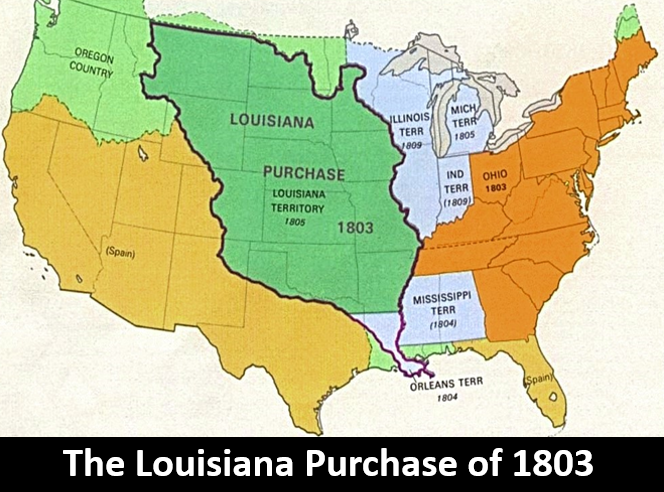 OREGON
COUNTRY
LOUISIANA
PURCHASE
LOUISIANA
TERRITORY
1805
1803
ILLINOIS
TERR
1809
MICH
TERR
1805
IND
TERR
(1809)
OHIO
1803
(Spain)
MISSISSIPPI
TERR
(1804)
ORLEANS TERR
1804
(Spain)
The Louisiana Purchase of 1803